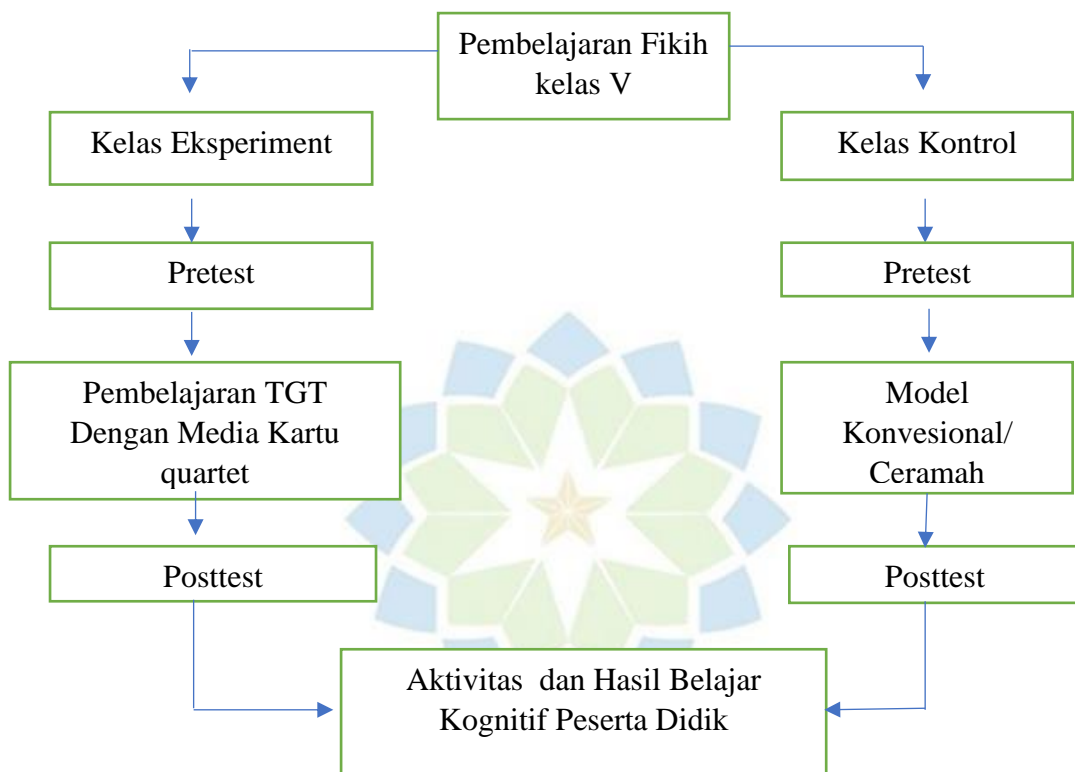 Pembelajaran Fikih
kelas V
Kelas Eksperiment
Kelas Kontrol
Pretest
Pretest
Pembelajaran TGT
Dengan Media Kartu
quartet
Model
Konvesional/
Ceramah
Posttest
Posttest
Aktivitas dan Hasil Belajar
Kognitif Peserta Didik